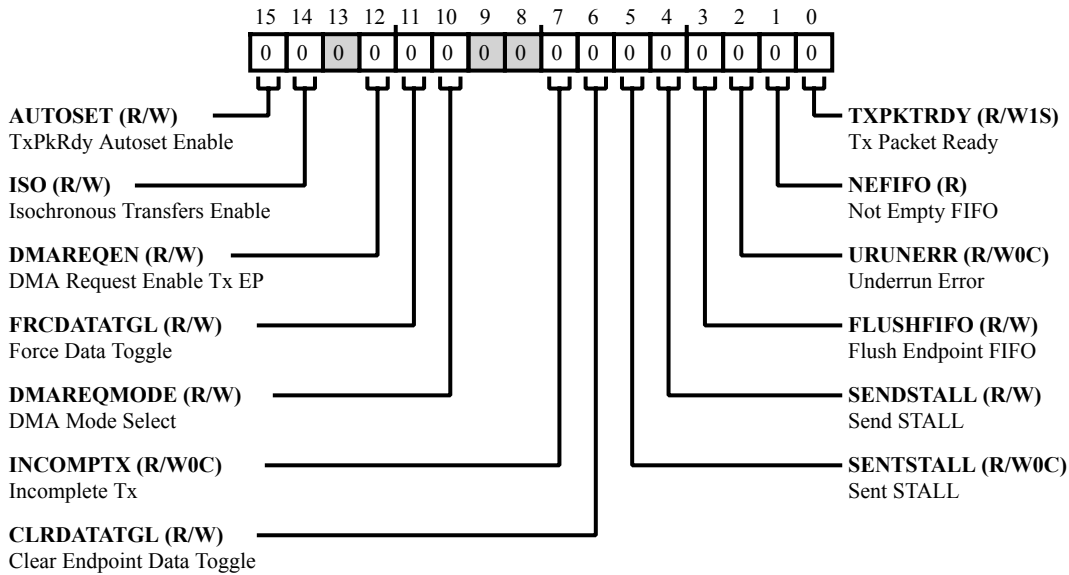 15 14 13 12 11 10 9 8 7 6 5 4 3 2 1 0
0 0 0 0 0 0 0 0 0 0 0 0 0 0 0 0
AUTOSET (R/W)
TxPkRdy Autoset Enable
ISO (R/W)
Isochronous Transfers Enable
DMAREQEN (R/W)
DMA Request Enable Tx EP
FRCDATATGL (R/W)
Force Data Toggle
DMAREQMODE (R/W)
DMA Mode Select
INCOMPTX (R/W0C)
Incomplete Tx
CLRDATATGL (R/W)
Clear Endpoint Data Toggle
TXPKTRDY (R/W1S)
Tx Packet Ready
NEFIFO (R)
Not Empty FIFO
URUNERR (R/W0C)
Underrun Error
FLUSHFIFO (R/W)
Flush Endpoint FIFO
SENDSTALL (R/W)
Send STALL
SENTSTALL (R/W0C)
Sent STALL